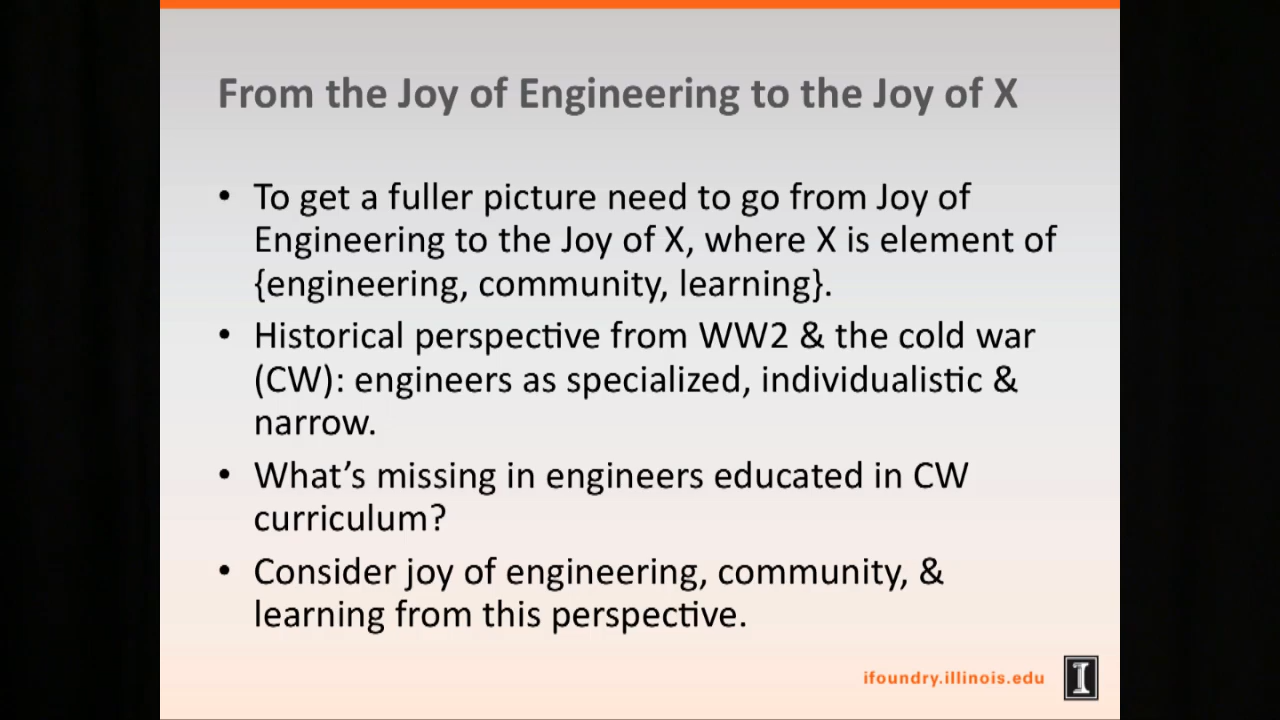 From the Joy of Engineering to the Joy of X
• To get a fuller picture need to go from Joy of
Engineering to the Joy of X, where X is element of
{engineering, community, learning}.
• Historical perspective from WW2 & the cold war
(CW): engineers as specialized, individualistic &
narrow.
• What's missing in engineers educated in CW
curriculum?
• Consider joy of engineering, community, &
learning from this perspective.
ifoundry.illinois.edu
I